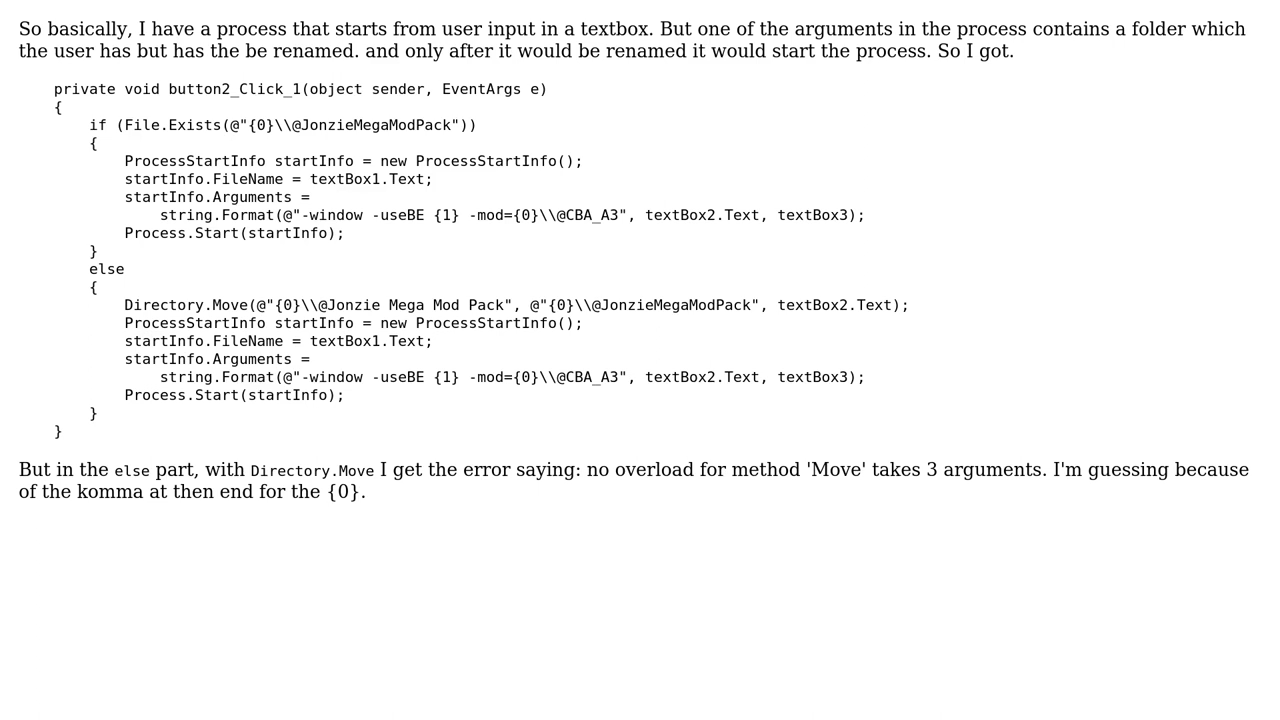 So basically, I have a process that starts from user input in a textbox. But one of the arguments in the process contains a folder which
the user has but has the be renamed. and only after it would be renamed it would start the process. So I got.
private void button2_Click_1(object sender, EventArgs e)
{
    if (File.Exists(@"{0}\\@JonzieMegaModPack"))
    {
        ProcessStartInfo startInfo = new ProcessStartInfo();
        startInfo.FileName = textBox1.Text;
        startInfo.Arguments =
            string.Format(@"-window -useBE {1} -mod={0}\\@CBA_A3", textBox2.Text, textBox3);
        Process.Start(startInfo);
    }
    else
    {
        Directory.Move(@"{0}\\@Jonzie Mega Mod Pack", @"{0}\\@JonzieMegaModPack", textBox2.Text);
        ProcessStartInfo startInfo = new ProcessStartInfo();
        startInfo.FileName = textBox1.Text;
        startInfo.Arguments =
            string.Format(@"-window -useBE {1} -mod={0}\\@CBA_A3", textBox2.Text, textBox3);
        Process.Start(startInfo);
    }
}
But in the else part, with Directory.Move I get the error saying: no overload for method 'Move' takes 3 arguments. I'm guessing because
of the komma at then end for the {0}.